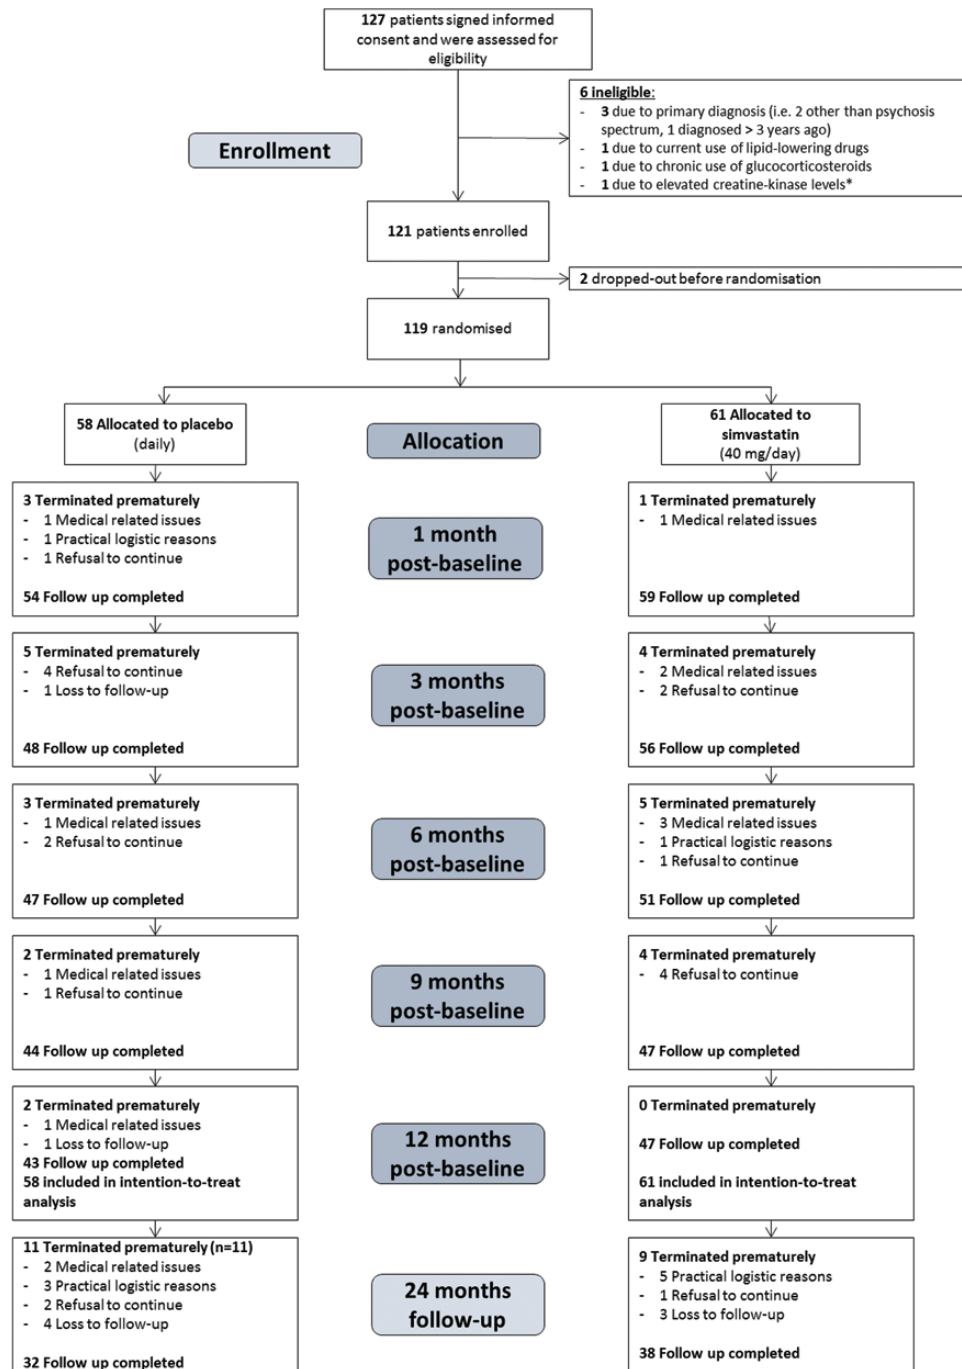 127 patients signed informed
consent and were assessed for
eligibility
6 ineligible:
- 3 due to primary diagnosis (i.e. 2 other than psychosis
spectrum, 1 diagnosed > 3 years ago)
- 1 due to current use of lipid-lowering drugs
- 1 due to chronic use of glucocorticosteroids
- 1 due to elevated creatine-kinase levels*
Enrollment
121 patients enrolled
2 dropped-out before randomisation
119 randomised
58 Allocated to placebo
(daily)
Allocation
61 Allocated to
simvastatin
(40 mg/day)
3 Terminated prematurely
- 1 Medical related issues
- 1 Practical logistic reasons
- 1 Refusal to continue
54 Follow up completed
1 month
post-baseline
1 Terminated prematurely
- 1 Medical related issues
59 Follow up completed
5 Terminated prematurely
- 4 Refusal to continue
- 1 Loss to follow-up
48 Follow up completed
3 months
post-baseline
4 Terminated prematurely
- 2 Medical related issues
- 2 Refusal to continue
56 Follow up completed
3 Terminated prematurely
- 1 Medical related issues
- 2 Refusal to continue
47 Follow up completed
6 months
post-baseline
5 Terminated prematurely
- 3 Medical related issues
- 1 Practical logistic reasons
- 1 Refusal to continue
51 Follow up completed
2 Terminated prematurely
- 1 Medical related issues
- 1 Refusal to continue
44 Follow up completed
9 months
post-baseline
4 Terminated prematurely
- 4 Refusal to continue
47 Follow up completed
2 Terminated prematurely
- 1 Medical related issues
- 1 Loss to follow-up
43 Follow up completed
58 included in intention-to-treat
analysis
12 months
post-baseline
0 Terminated prematurely
47 Follow up completed
61 included in intention-to-treat
analysis
11 Terminated prematurely (n=11)
- 2 Medical related issues
- 3 Practical logistic reasons
- 2 Refusal to continue
- 4 Loss to follow-up
32 Follow up completed
24 months
follow-up
9 Terminated prematurely
- 5 Practical logistic reasons
- 1 Refusal to continue
- 3 Loss to follow-up
38 Follow up completed